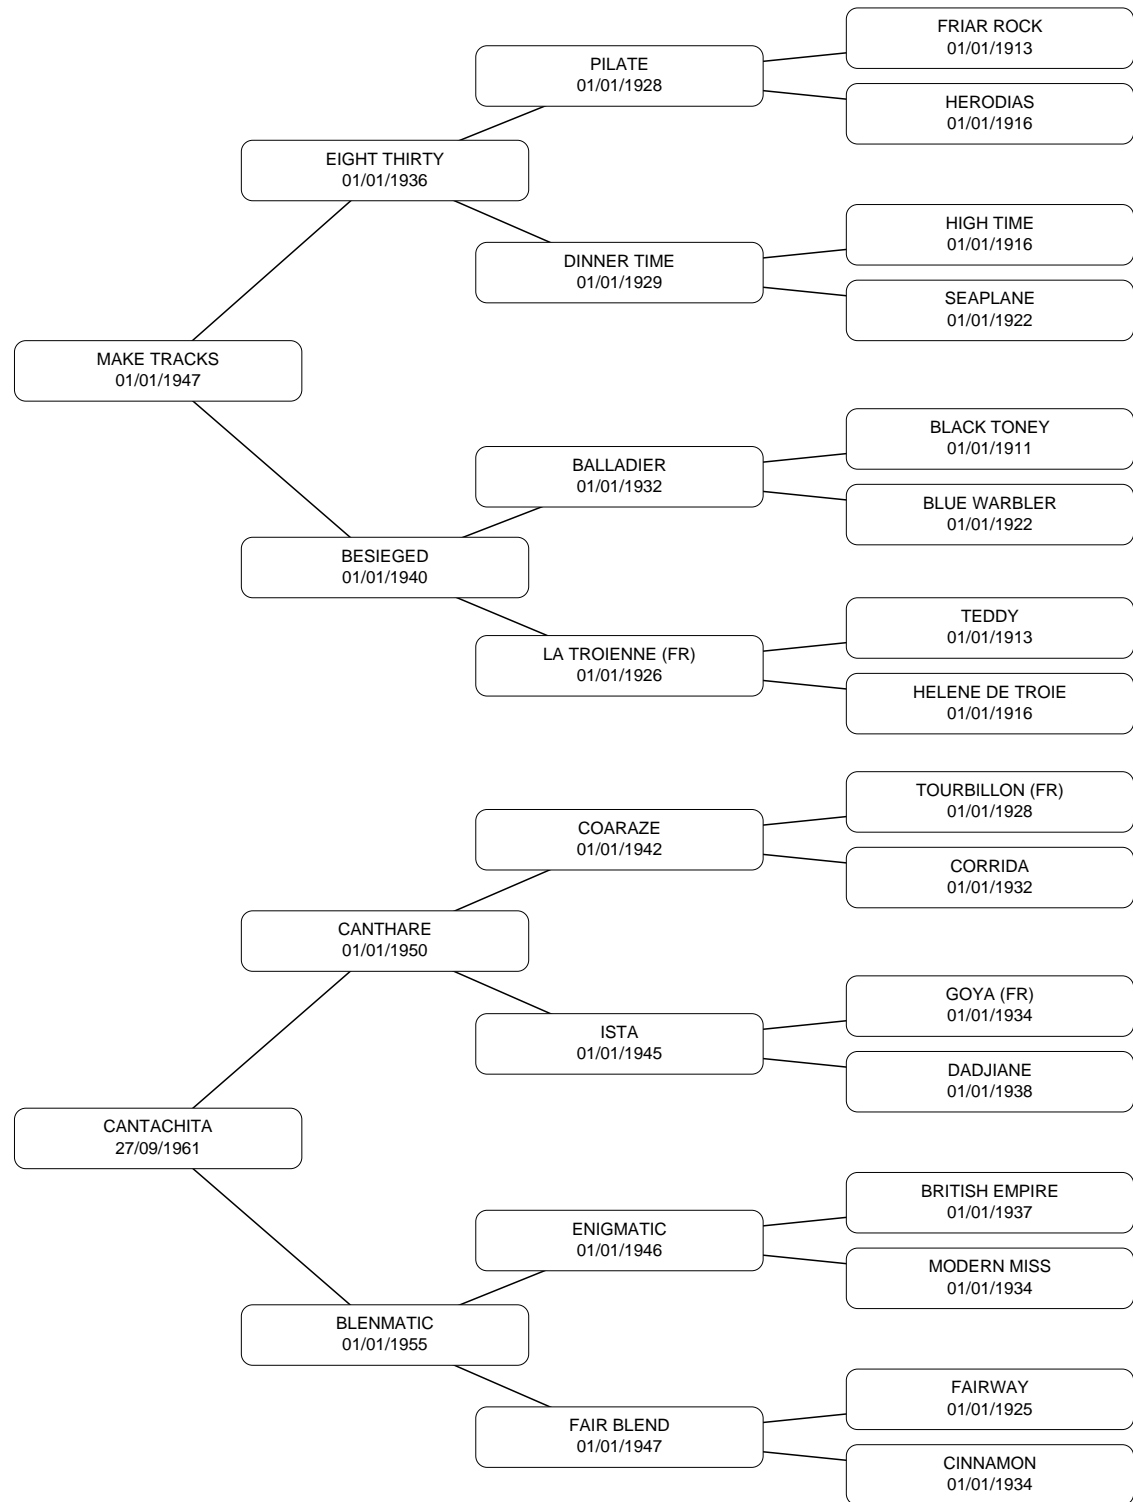 FRIAR ROCK
01/01/1913
PILATE
01/01/1928
HERODIAS
01/01/1916
EIGHT THIRTY
01/01/1936
HIGH TIME
01/01/1916
DINNER TIME
01/01/1929
SEAPLANE
01/01/1922
MAKE TRACKS
01/01/1947
BLACK TONEY
01/01/1911
BALLADIER
01/01/1932
BLUE WARBLER
01/01/1922
BESIEGED
01/01/1940
TEDDY
01/01/1913
LA TROIENNE (FR)
01/01/1926
HELENE DE TROIE
01/01/1916
TOURBILLON (FR)
01/01/1928
COARAZE
01/01/1942
CORRIDA
01/01/1932
CANTHARE
01/01/1950
GOYA (FR)
01/01/1934
ISTA
01/01/1945
DADJIANE
01/01/1938
CANTACHITA
27/09/1961
BRITISH EMPIRE
01/01/1937
ENIGMATIC
01/01/1946
MODERN MISS
01/01/1934
BLENMATIC
01/01/1955
FAIRWAY
01/01/1925
FAIR BLEND
01/01/1947
CINNAMON
01/01/1934